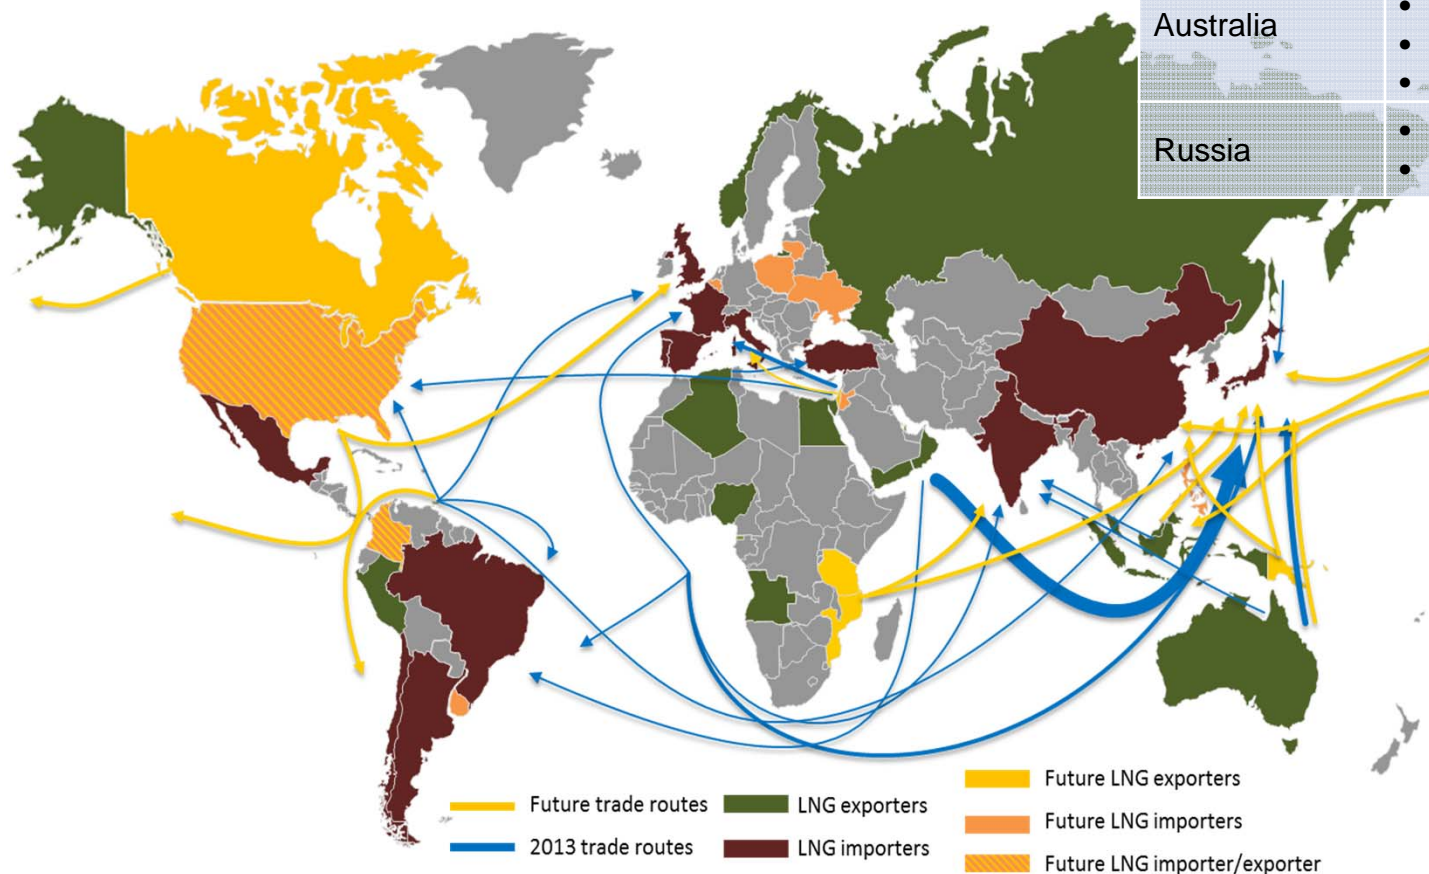 Australia
•
•
•
Russia
•
•
Future trade routes
2013 trade routes
LNG exporters
LNG importers
Future LNG exporters
Future LNG importers
Future LNG importer/exporter